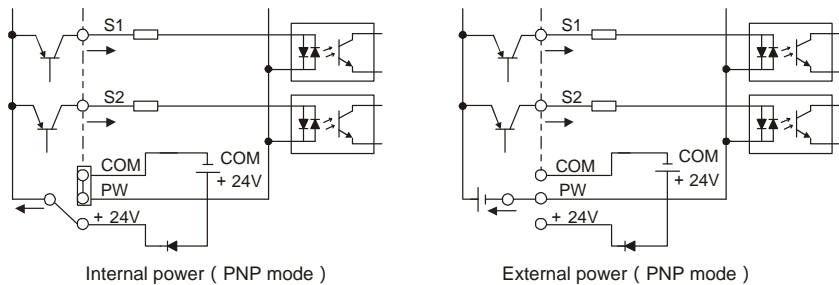 S1
S2
COM
PW
+ 24V
COM
+ 24V
Internal power ( PNP mode )
S1
S2
COM
PW
+ 24V
COM
+ 24V
External power ( PNP mode )